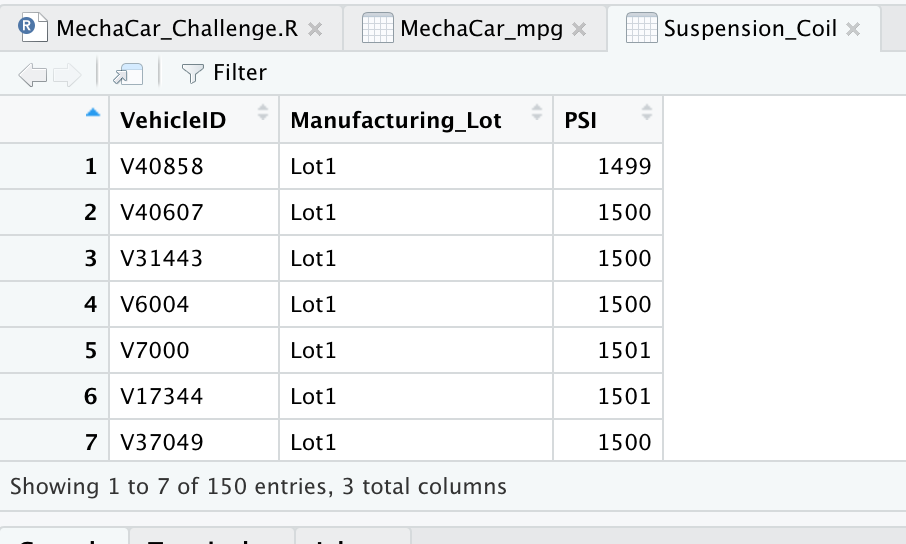 R MechaCar_Challenge.R × MechaCar_mpg × Suspension_Coil ×
Filter
VehicleID Manufacturing_Lot PSI
1 V40858 Lot1 1499
2 V40607 Lot1 1500
3 V31443 Lot1 1500
4 V6004 Lot1 1500
5 V7000 Lot1 1501
6 V17344 Lot1 1501
7 V37049 Lot1 1500
Showing 1 to 7 of 150 entries, 3 total columns